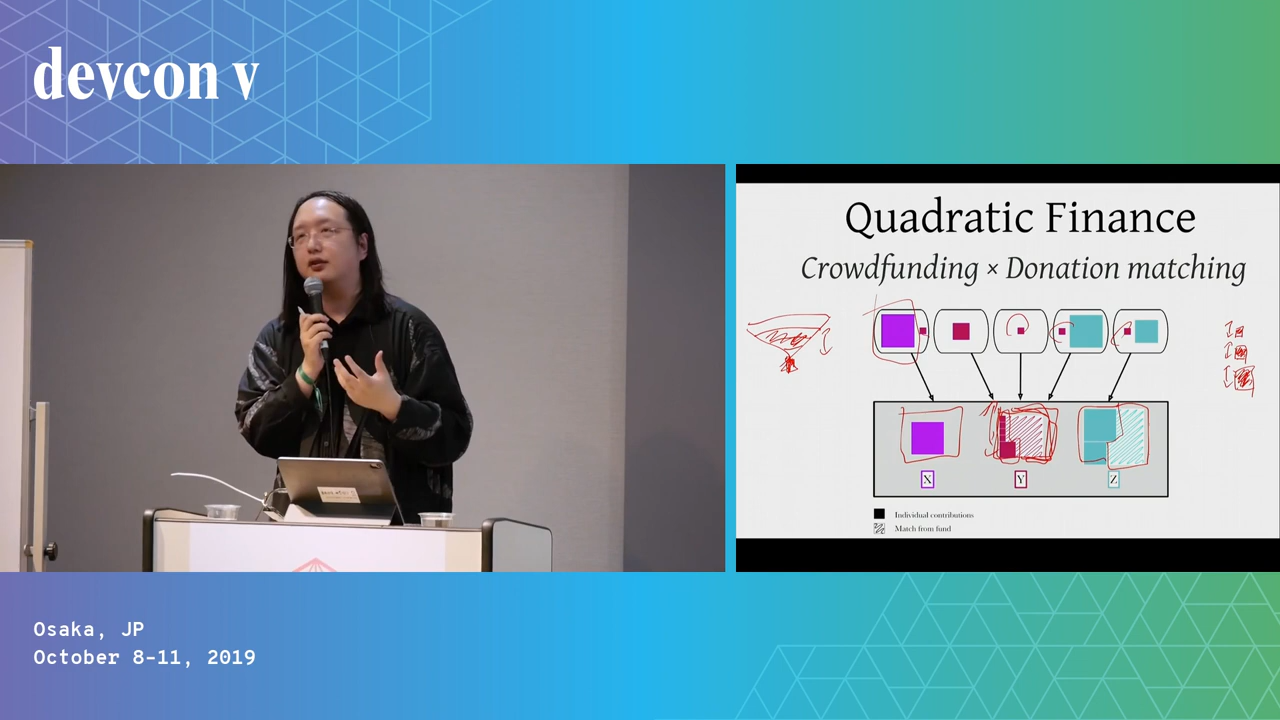 devcon v
Quadratic Finance
Crowdfunding × Donation matching
X
Y
Z
Individual contributions
Match from fund
Osaka, JP
October 8-11, 2019